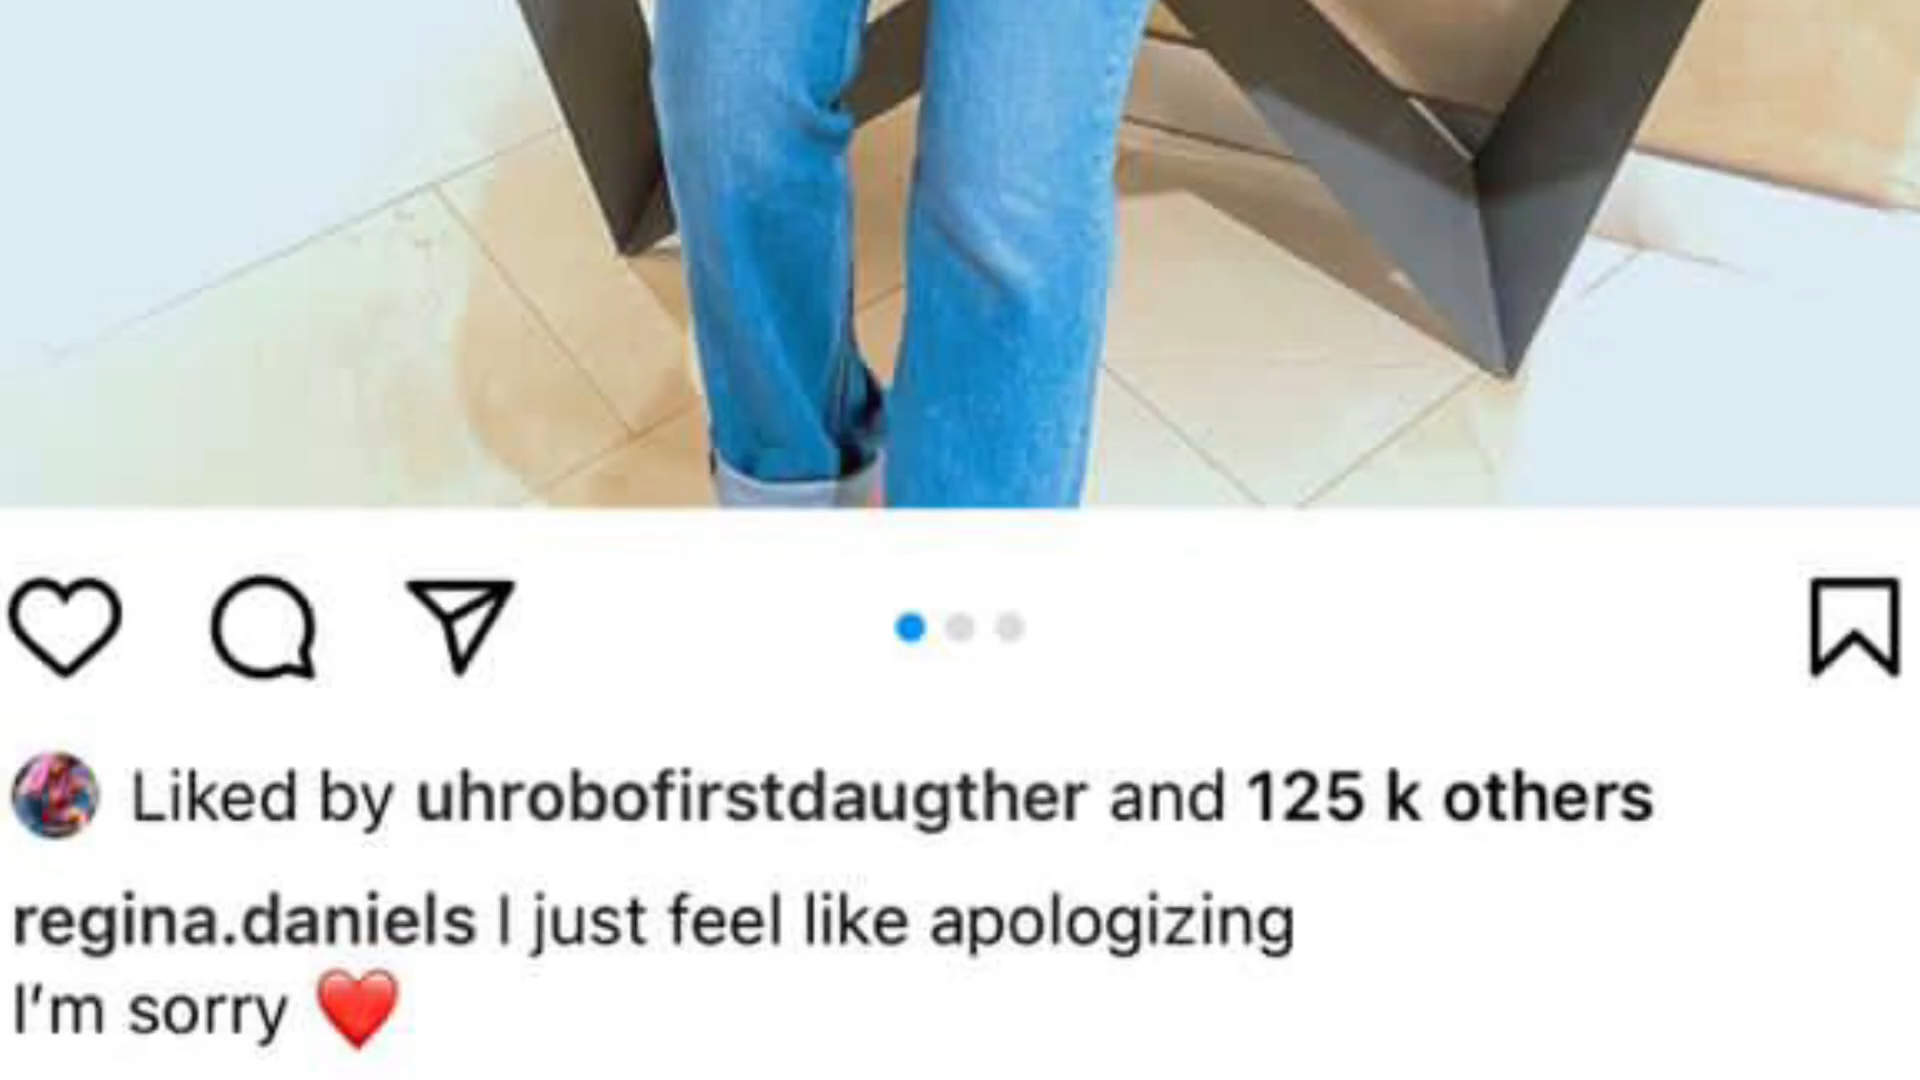 Liked by uhrobofirstdaugther and 125 k others
regina.daniels I just feel like apologizing
I'm sorry ❤️